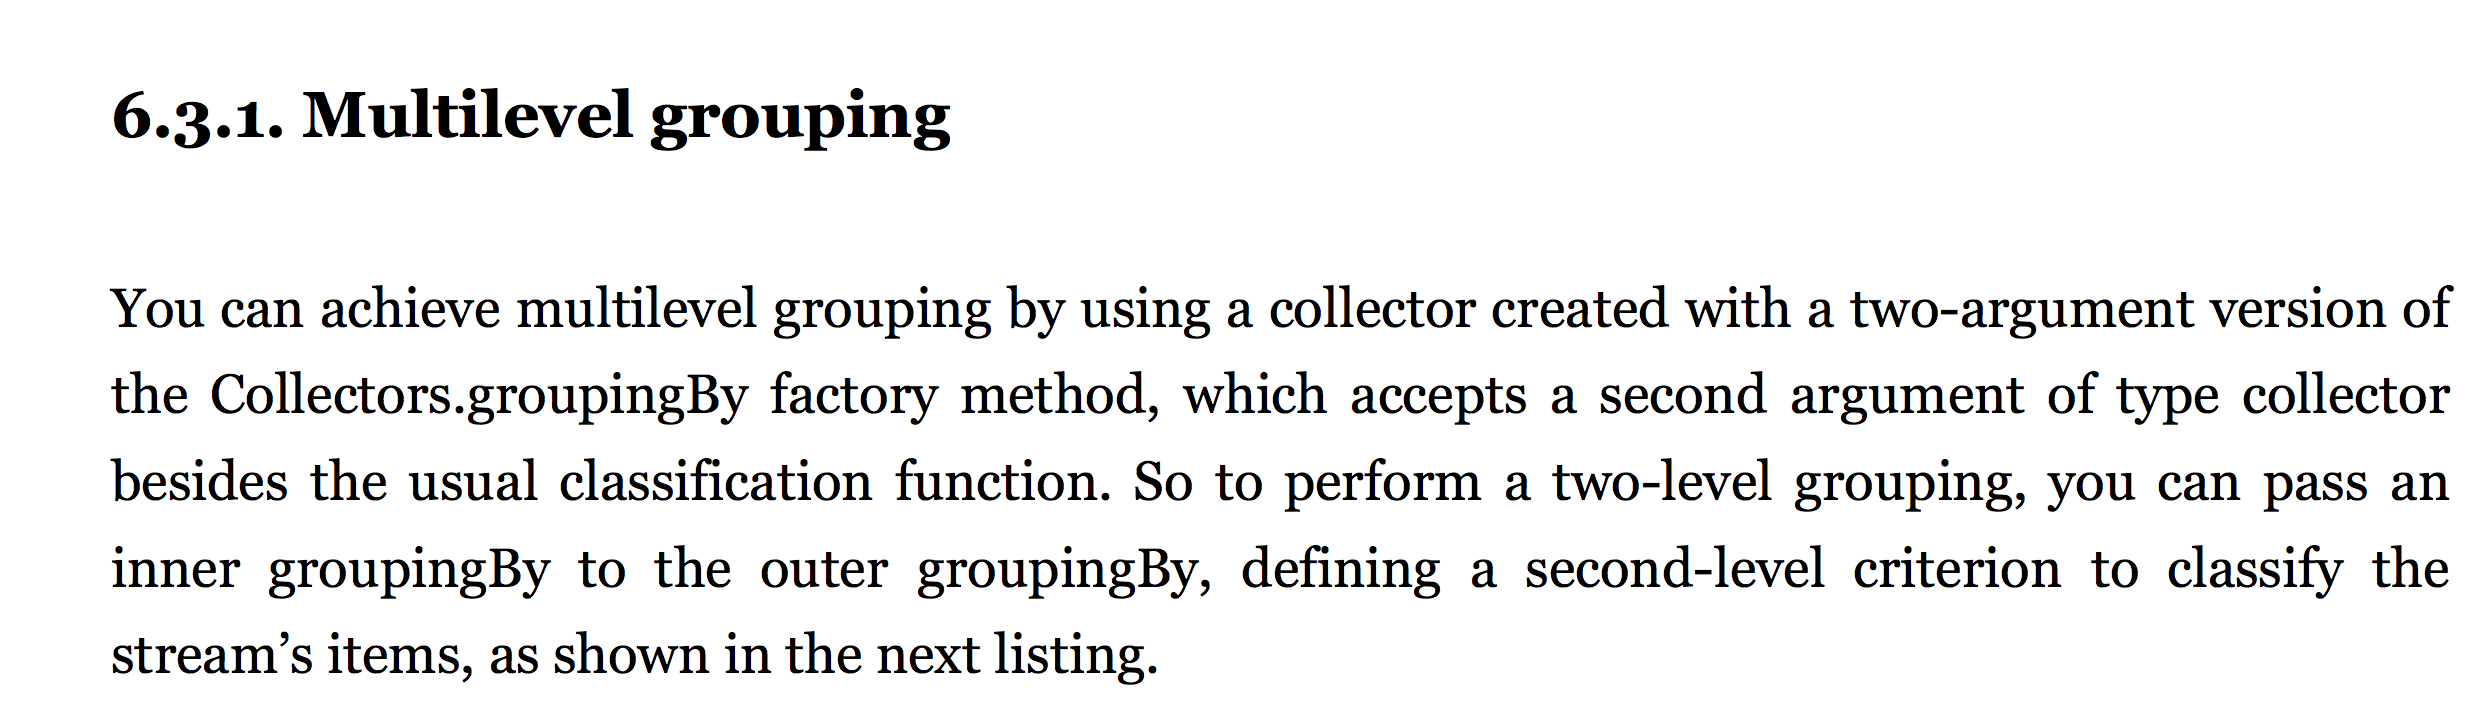 6.3.1. Multilevel grouping
You can achieve multilevel grouping by using a collector created with a two-argument version of
the Collectors.groupingBy factory method, which accepts a second argument of type collector
besides the usual classification function. So to perform a two-level grouping, you can pass an
inner groupingBy to the outer groupingBy, defining a second-level criterion to classify the
stream’s items, as shown in the next listing.